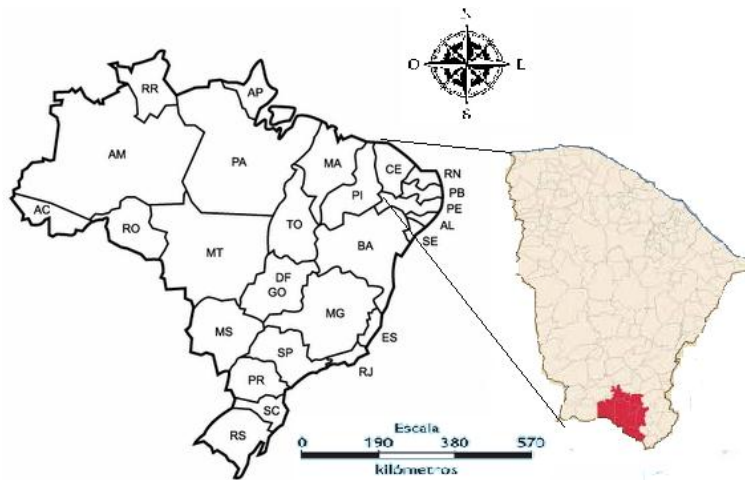 N
O E
S
RR
AP
AM
PA
MA
CE
RN
PI
PB
PE
AC
AL
RO
TO
SE
MT
BA
DF
GO
MG
MS
ES
SP
RJ
PR
SC
RS
Escala
0 190 380 570
kilómetros